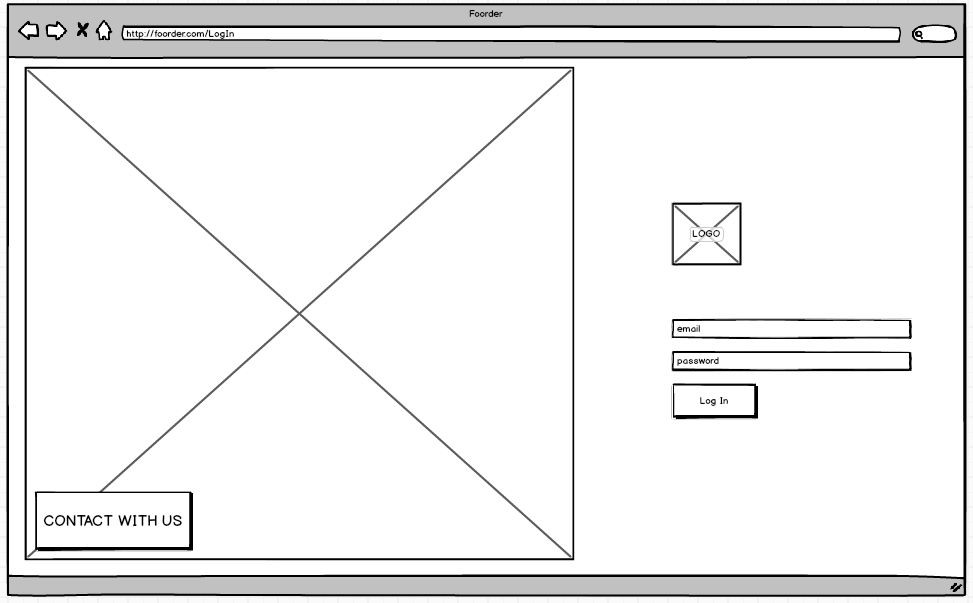 Foorder
http://foorder.com/LogIn
LOGO
email
password
Log In
CONTACT WITH US